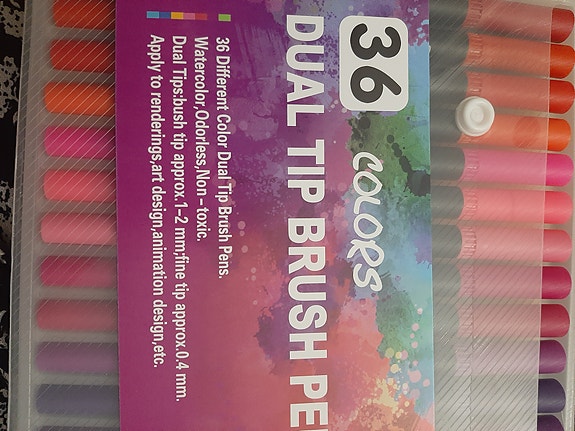 36
COLORS
DUAL TIP BRUSH PE
36 Different Color Dual Tip Brush Pens.
Watercolor,Odorless,Non-toxic.
Dual Tips:bush tip approx.1-2 mm;fine tip approx.0.4 mm.
Apply to renderings,art design,animation design,etc.